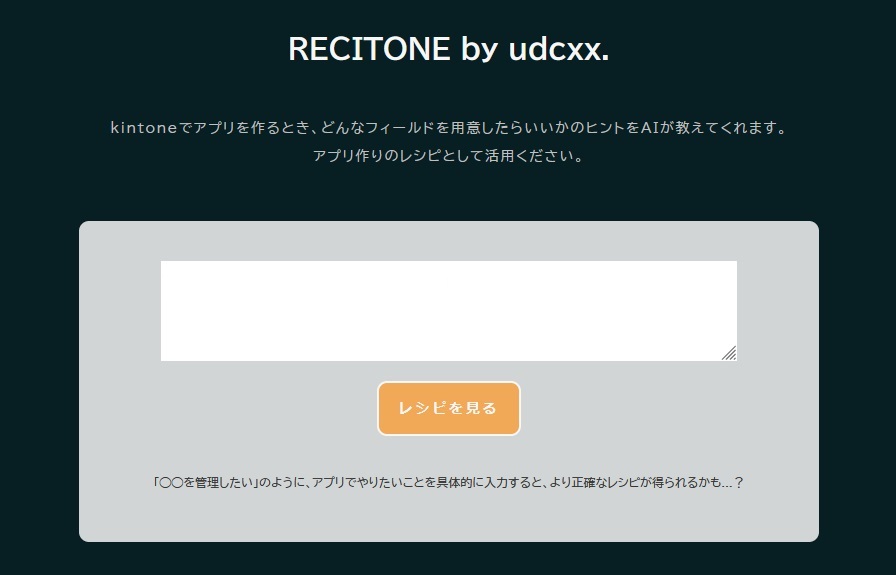 RECITONE by udcxx.
kintoneでアプリを作るとき、どんなフィールドを用意したらいいかのヒントをAIが教えてくれます。
アプリ作りのレシピとして活用ください。
レシピを見る
「〇〇を管理したい」のように、アプリでやりたいことを具体的に入力すると、より正確なレシピが得られるかも...？